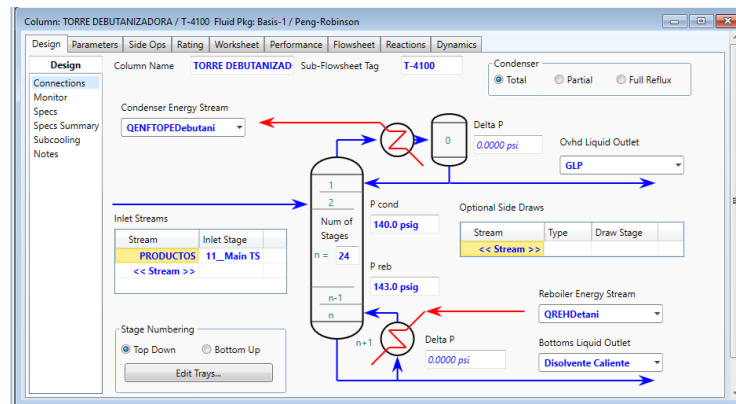 Column: TORRE DEBUTANIZADORA / T-4100 Fluid Pkg: Basis-1 / Peng-Robinson
Design Parameters Side Ops Rating Worksheet Performance Flowsheet Reactions Dynamics
Design
Connections
Monitor
Specs
Specs Summary
Subcooling
Notes
Column Name TORRE DEBUTANIZAD Sub-Flowsheet Tag T-4100
Condenser
Total Partial Full Reflux
Condenser Energy Stream
QENFTOPEDebutani
0
Delta P
0.0000 psi
Ovhd Liquid Outlet
GLP
1
2
Num of
Stages
n = 24
n-1
n
n+1
P cond
140.0 psig
P reb
143.0 psig
Optional Side Draws
Stream Type Draw Stage
<< Stream >>
Inlet Streams
Stream Inlet Stage
PRODUCTOS 11__Main TS
<< Stream >>
Stage Numbering
Top Down Bottom Up
Edit Trays...
Delta P
0.0000 psi
Reboiler Energy Stream
QREHDetani
Bottoms Liquid Outlet
Disolvente Caliente